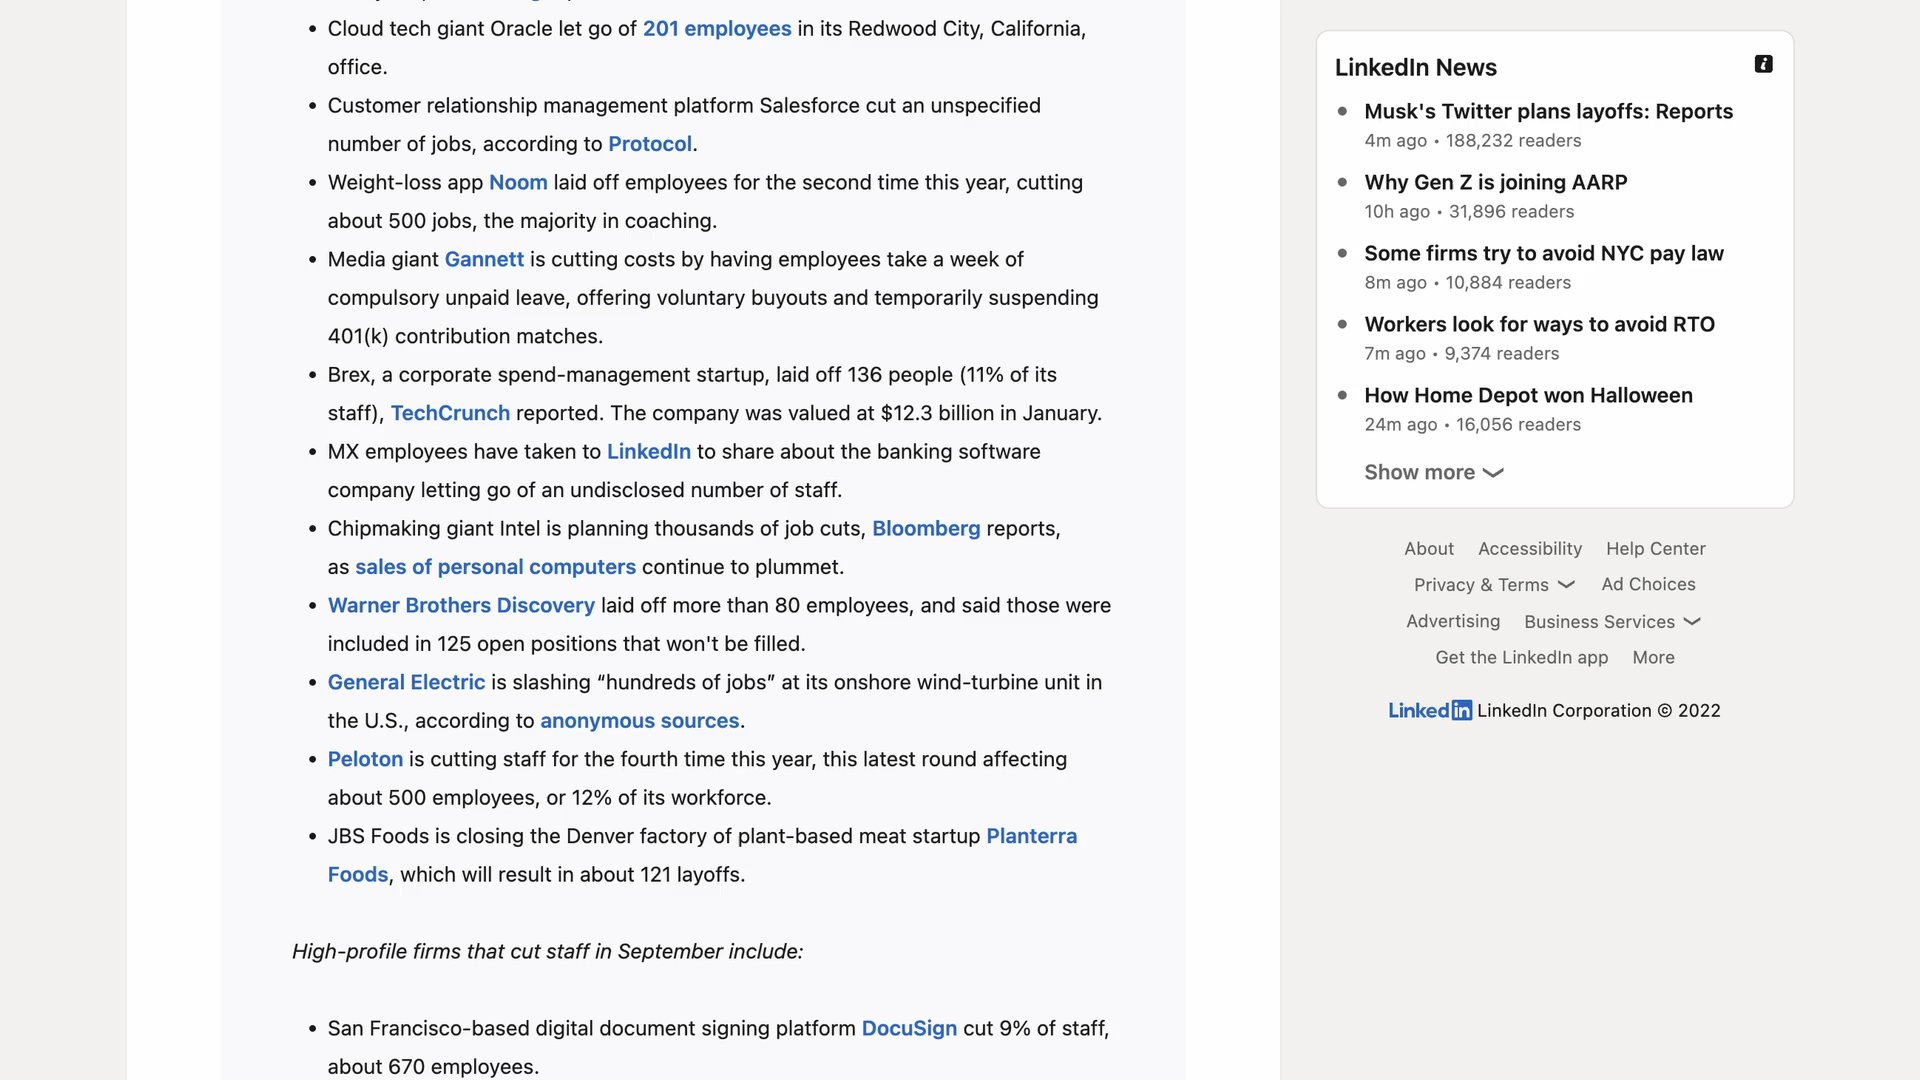 • Cloud tech giant Oracle let go of 201 employees in its Redwood City, California,
office.
• Customer relationship management platform Salesforce cut an unspecified
number of jobs, according to Protocol.
• Weight-loss app Noom laid off employees for the second time this year, cutting
about 500 jobs, the majority in coaching.
• Media giant Gannett is cutting costs by having employees take a week of
compulsory unpaid leave, offering voluntary buyouts and temporarily suspending
401(k) contribution matches.
• Brex, a corporate spend-management startup, laid off 136 people (11% of its
staff), TechCrunch reported. The company was valued at $12.3 billion in January.
• MX employees have taken to LinkedIn to share about the banking software
company letting go of an undisclosed number of staff.
• Chipmaking giant Intel is planning thousands of job cuts, Bloomberg reports,
as sales of personal computers continue to plummet.
• Warner Brothers Discovery laid off more than 80 employees, and said those were
included in 125 open positions that won't be filled.
• General Electric is slashing “hundreds of jobs” at its onshore wind-turbine unit in
the U.S., according to anonymous sources.
• Peloton is cutting staff for the fourth time this year, this latest round affecting
about 500 employees, or 12% of its workforce.
• JBS Foods is closing the Denver factory of plant-based meat startup Planterra
Foods, which will result in about 121 layoffs.
High-profile firms that cut staff in September include:
• San Francisco-based digital document signing platform DocuSign cut 9% of staff,
about 670 employees.
LinkedIn News
• Musk's Twitter plans layoffs: Reports
4m ago • 188,232 readers
• Why Gen Z is joining AARP
10h ago • 31,896 readers
• Some firms try to avoid NYC pay law
8m ago • 10,884 readers
• Workers look for ways to avoid RTO
7m ago • 9,374 readers
• How Home Depot won Halloween
24m ago • 16,056 readers
Show more
About Accessibility Help Center
Privacy & Terms Ad Choices
Advertising Business Services
Get the LinkedIn app More
LinkedIn LinkedIn Corporation © 2022